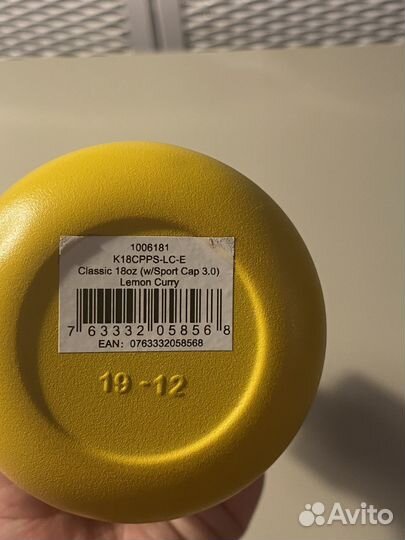 1006181
K18CPPS-LC-E
Classic 18oz (w/Sport Cap 3.0)
Lemon Curry
7 63332 05856 8
EAN: 0763332058568
19-12
Avito